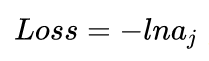 Loss = −lna_j